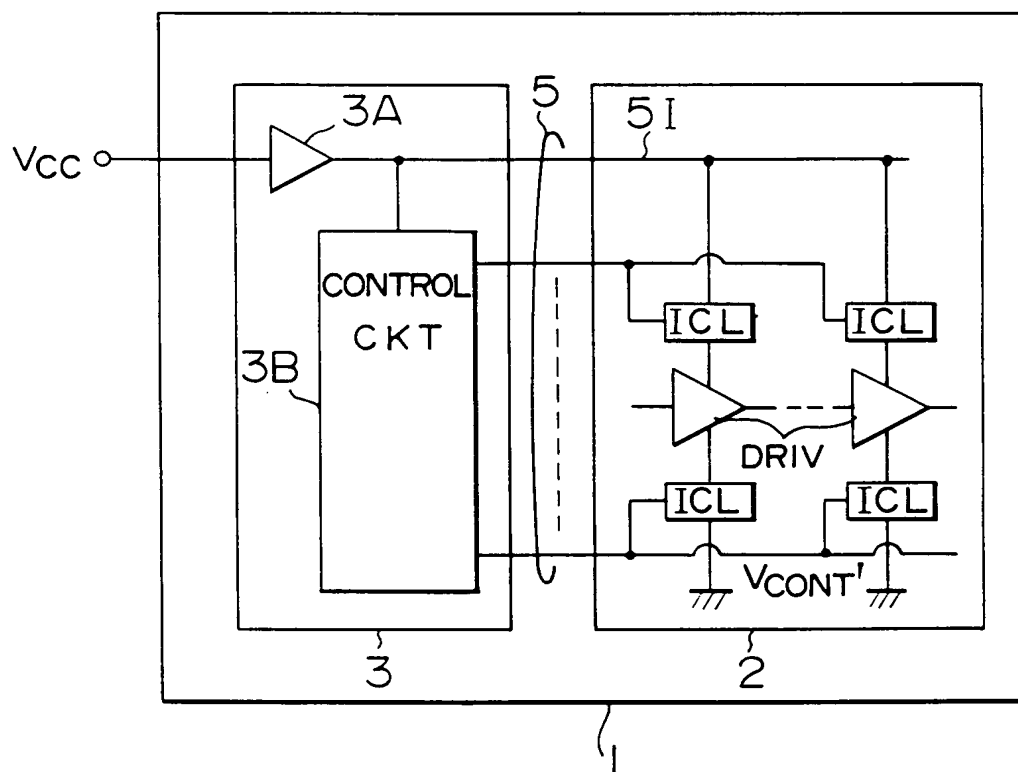 3A
5
5I
VCC
CONTROL
CKT
ICL
ICL
3B
DRIV
ICL
ICL
VCONT'
3
2
1